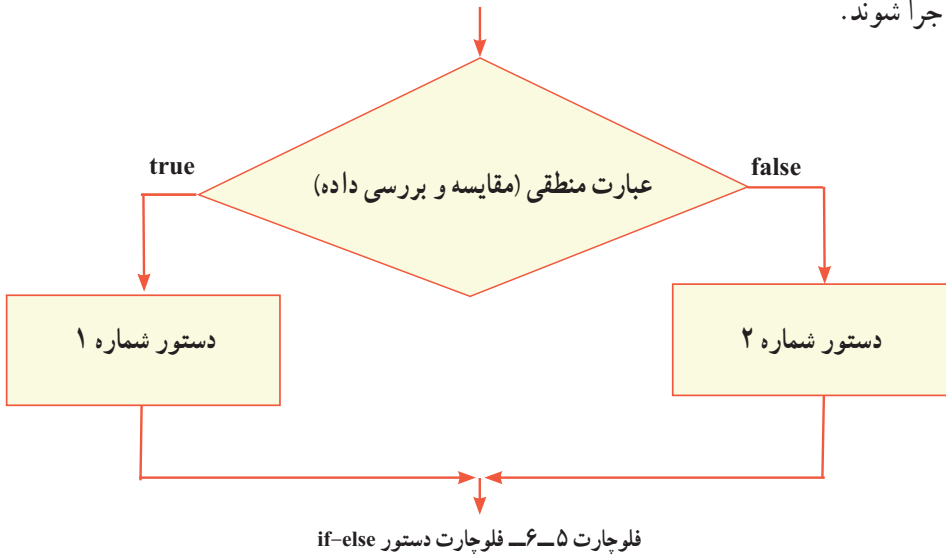 جرا شوند.
عبارت منطقی (مقایسه و بررسی داده)
true
false
دستور شماره ۱
دستور شماره ۲
فلوچارت ۵ــ۶ــ فلوچارت دستور if-else